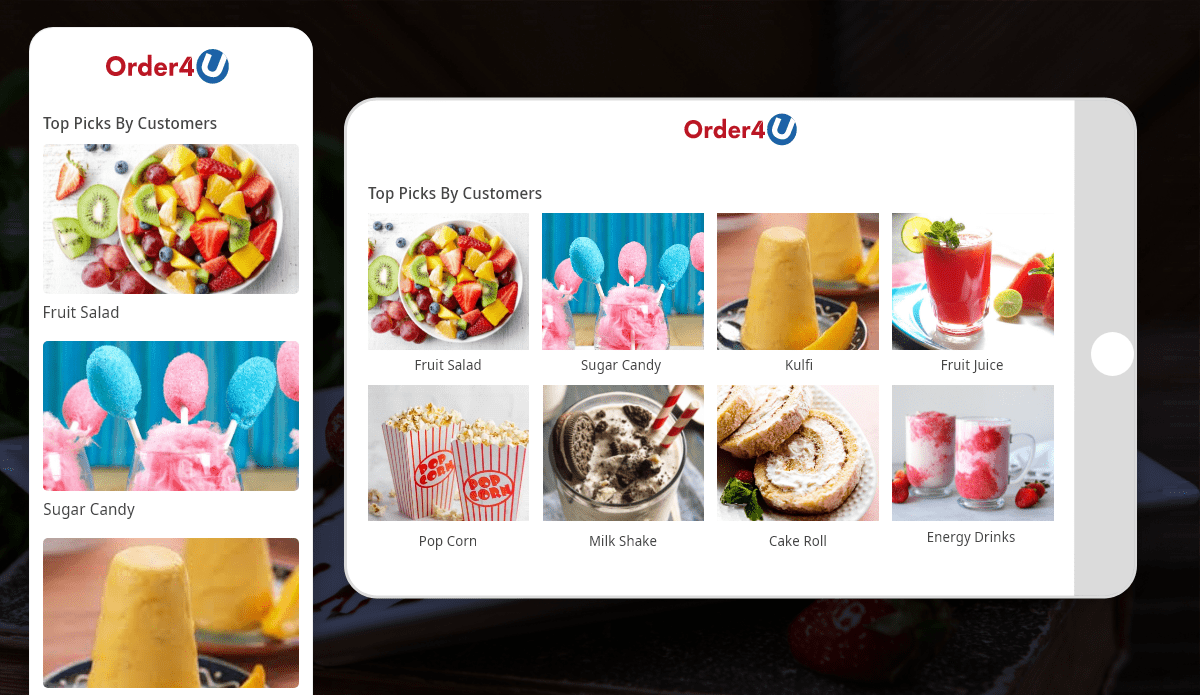 Order4U
Top Picks By Customers
Fruit Salad
Sugar Candy
Order4U
Top Picks By Customers
Fruit Salad
Sugar Candy
Kulfi
Fruit Juice
POP
CORN
POP
CORN
Pop Corn
Milk Shake
Cake Roll
Energy Drinks